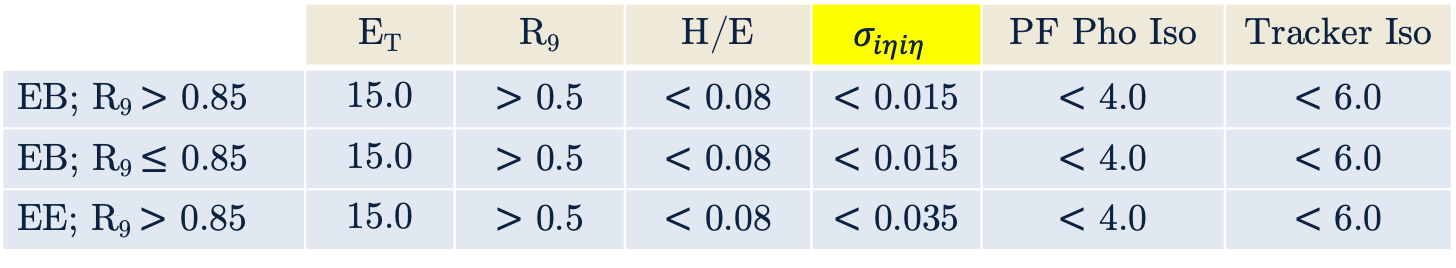 E_T R_9 H/E σ_iηiη PF Pho Iso Tracker Iso
EB; R_9 > 0.85 15.0 > 0.5 < 0.08 < 0.015 < 4.0 < 6.0
EB; R_9 ≤ 0.85 15.0 > 0.5 < 0.08 < 0.015 < 4.0 < 6.0
EE; R_9 > 0.85 15.0 > 0.5 < 0.08 < 0.035 < 4.0 < 6.0